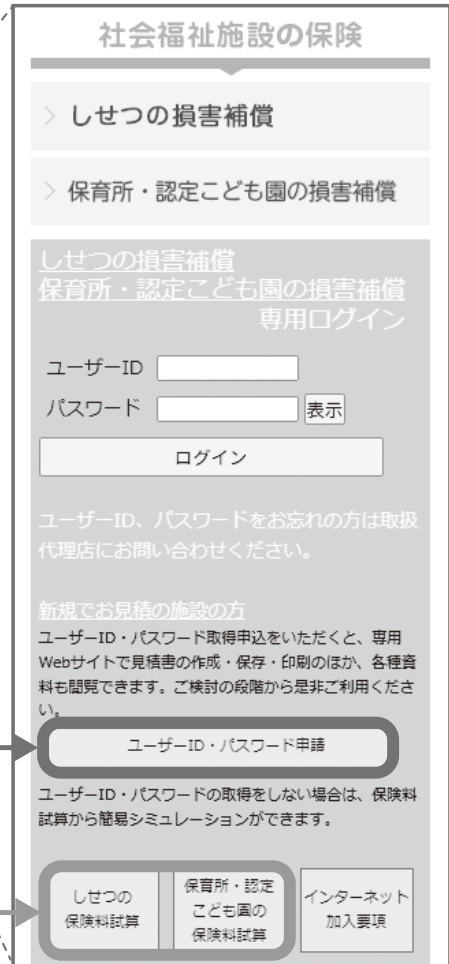 社会福祉施設の保険
> しせつの損害補償
> 保育所・認定こども園の損害補償
しせつの損害補償
保育所・認定こども園の損害補償
専用ログイン
ユーザーID
パスワード 表示
ログイン
ユーザーID、パスワードをお忘れの方は取扱
代理店にお問い合わせください。
新規でお見積の施設の方
ユーザーID・パスワード取得申込をいただくと、専用
Webサイトで見積書の作成・保存・印刷のほか、各種資
料も閲覧できます。ご検討の段階から是非ご利用くださ
い。
ユーザーID・パスワード申請
ユーザーID・パスワードの取得をしない場合は、保険料
試算から簡易シミュレーションができます。
しせつの
保険料試算
保育所・認定
こども園の
保険料試算
インターネット
加入要項